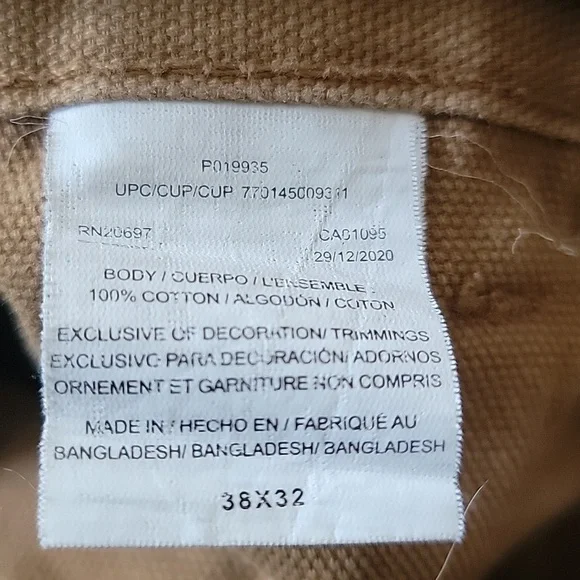 P019935
UPC/CUP/CUP 770145009311
RN20697 CA01095
29/12/2020
BODY / CUERPO / L'ENSEMBLE :
100% COTTON / ALGODÓN / COTON
EXCLUSIVE OF DECORATION/ TRIMMINGS
EXCLUSIVO PARA DECORACIÓN/ ADORNOS
ORNEMENT ET GARNITURE NON COMPRIS
MADE IN / HECHO EN / FABRIQUÉ AU
BANGLADESH/ BANGLADESH/ BANGLADESH
38X32